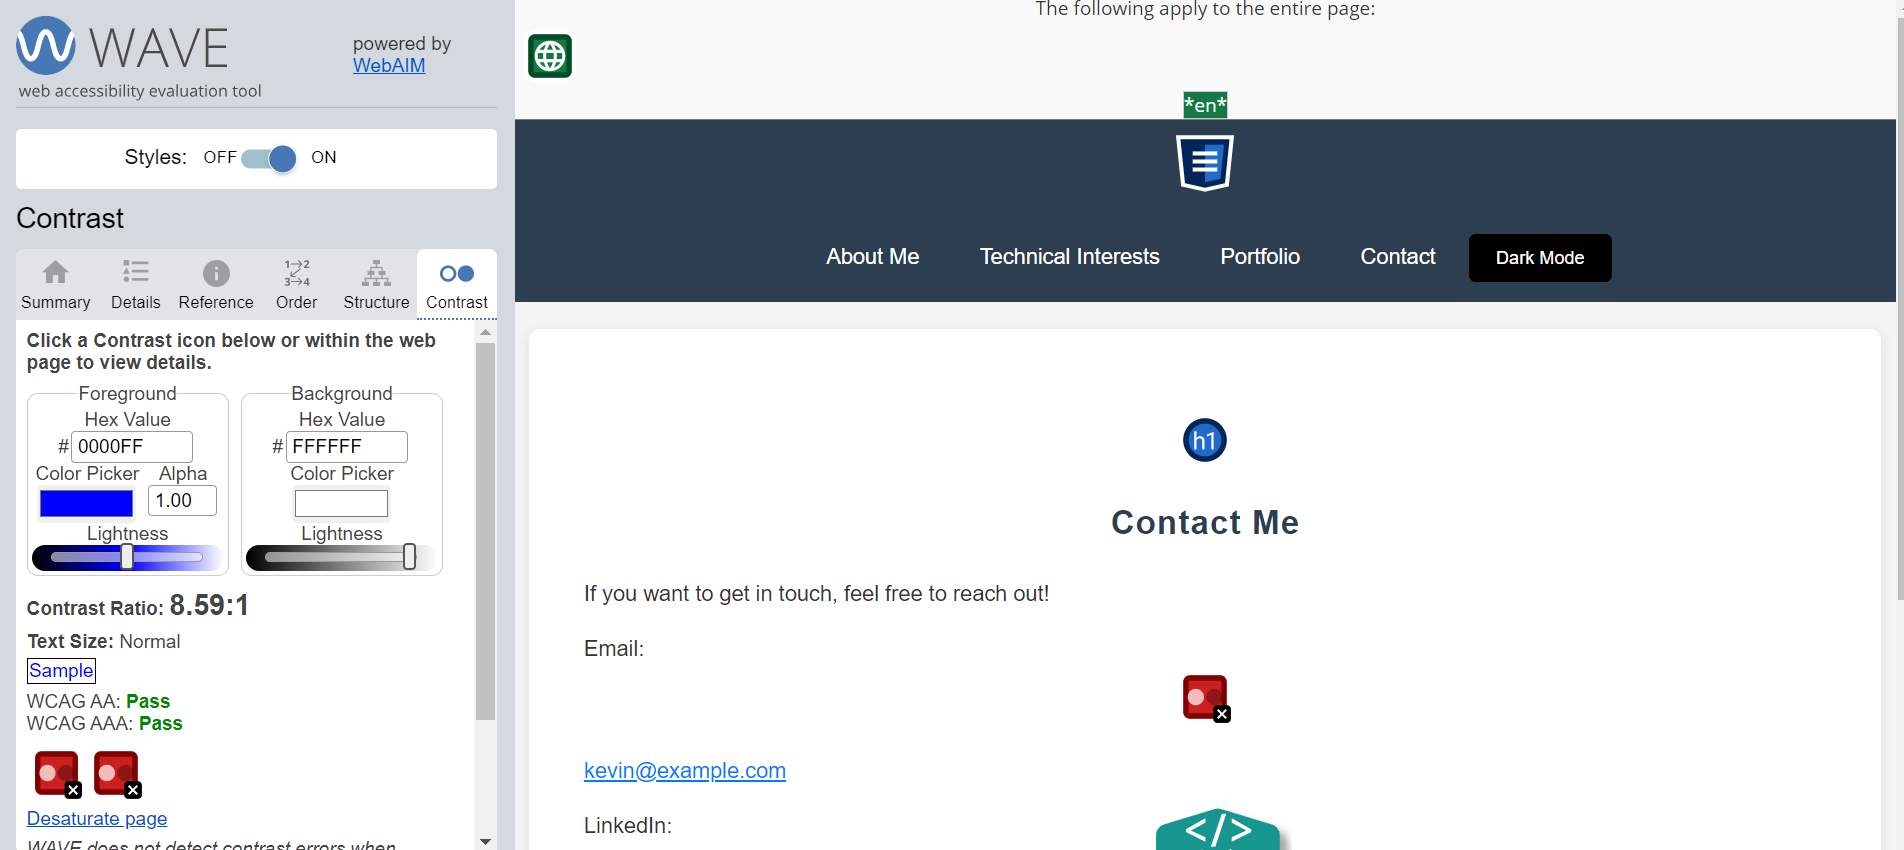 WAVE
powered by
WebAIM
web accessibility evaluation tool
Styles: OFF ON
Contrast
Summary Details Reference Order Structure Contrast
1 2
3 4
Click a Contrast icon below or within the web
page to view details.
Foreground
Hex Value
# 0000FF
Color Picker Alpha
1.00
Lightness
Background
Hex Value
# FFFFFF
Color Picker
Lightness
Contrast Ratio: 8.59:1
Text Size: Normal
Sample
WCAG AA: Pass
WCAG AAA: Pass
Desaturate page
WAVE does not detect contrast errors when
The following apply to the entire page:
*en*
About Me Technical Interests Portfolio Contact Dark Mode
h1
Contact Me
If you want to get in touch, feel free to reach out!
Email:
kevin@example.com
LinkedIn:
</>